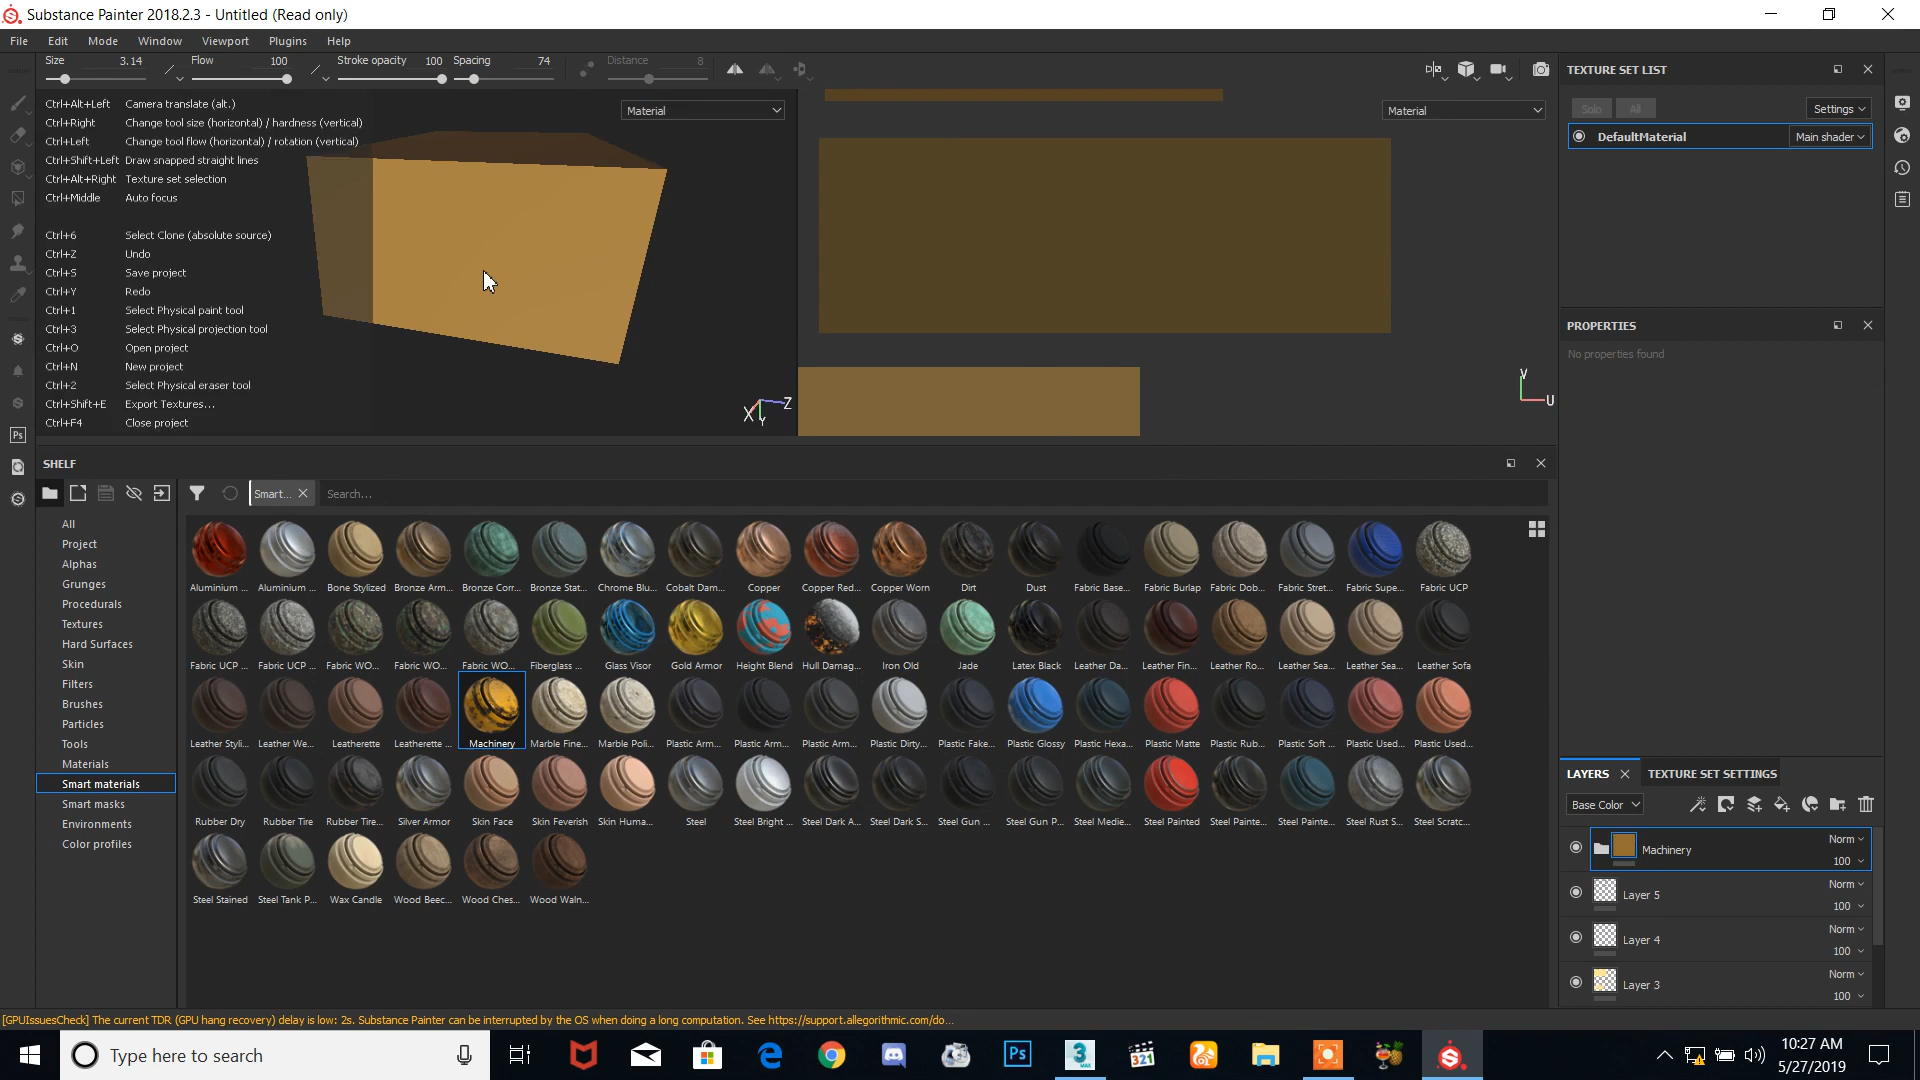 Substance Painter 2018.2.3 - Untitled (Read only)
File Edit Mode Window Viewport Plugins Help
Size 3.14 Flow 100 Stroke opacity 100 Spacing 74 Distance 8
Ctrl+Alt+Left Camera translate (alt.)
Ctrl+Right Change tool size (horizontal) / hardness (vertical)
Ctrl+Left Change tool flow (horizontal) / rotation (vertical)
Ctrl+Shift+Left Draw snapped straight lines
Ctrl+Alt+Right Texture set selection
Ctrl+Middle Auto focus
Ctrl+6 Select Clone (absolute source)
Ctrl+Z Undo
Ctrl+S Save project
Ctrl+Y Redo
Ctrl+1 Select Physical paint tool
Ctrl+3 Select Physical projection tool
Ctrl+O Open project
Ctrl+N New project
Ctrl+2 Select Physical eraser tool
Ctrl+Shift+E Export Textures...
Ctrl+F4 Close project
Material
X Y Z
Material
V U
TEXTURE SET LIST
Solo All Settings
DefaultMaterial Main shader
PROPERTIES
No properties found
SHELF
Smart... Search...
All
Project
Alphas
Grunges
Procedurals
Textures
Hard Surfaces
Skin
Filters
Brushes
Particles
Tools
Materials
Smart materials
Smart masks
Environments
Color profiles
Aluminium ... Aluminium ... Bone Stylized Bronze Arm... Bronze Corr... Bronze Stat... Chrome Blu... Cobalt Dam... Copper Copper Red... Copper Worn Dirt Dust Fabric Base... Fabric Burlap Fabric Dob... Fabric Stret... Fabric Supe... Fabric UCP
Fabric UCP ... Fabric UCP ... Fabric WO... Fabric WO... Fabric WO... Fiberglass ... Glass Visor Gold Armor Height Blend Hull Damag... Iron Old Jade Latex Black Leather Da... Leather Fin... Leather Ro... Leather Sea... Leather Sea... Leather Sofa
Leather Styli... Leather We... Leatherette Leatherette ... Machinery Marble Fine... Marble Poli... Plastic Arm... Plastic Arm... Plastic Arm... Plastic Dirty... Plastic Fake... Plastic Glossy Plastic Hexa... Plastic Matte Plastic Rub... Plastic Soft ... Plastic Used... Plastic Used...
Rubber Dry Rubber Tire Rubber Tire... Silver Armor Skin Face Skin Feverish Skin Huma... Steel Steel Bright ... Steel Dark A... Steel Dark S... Steel Gun ... Steel Gun P... Steel Medie... Steel Painted Steel Painte... Steel Painte... Steel Rust S... Steel Scratc...
Steel Stained Steel Tank P... Wax Candle Wood Beec... Wood Ches... Wood Waln...
LAYERS TEXTURE SET SETTINGS
Base Color
Machinery Norm 100
Layer 5 Norm 100
Layer 4 Norm 100
Layer 3 Norm 100
[GPUIssuesCheck] The current TDR (GPU hang recovery) delay is low: 2s. Substance Painter can be interrupted by the OS when doing a long computation. See https://support.allegorithmic.com/do...
Type here to search
Ps
3
MAX
321
10:27 AM
5/27/2019